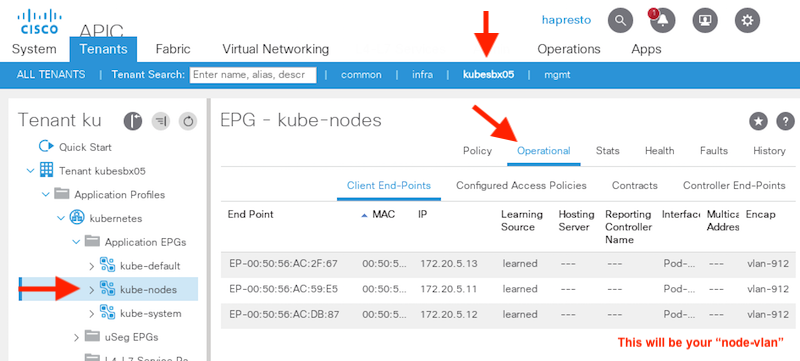 cisco
APIC
hapresto
1
System Tenants Fabric Virtual Networking Operations Apps
ALL TENANTS | Tenant Search: Enter name, alias, descr | common | infra | kubesbx05 | mgmt
Tenant ku
EPG - kube-nodes
Quick Start
Policy Operational Stats Health Faults History
Tenant kubesbx05
Application Profiles
Client End-Points Configured Access Policies Contracts Controller End-Points
kubernetes
Application EPGs
kube-default
kube-nodes
kube-system
uSeg EPGs
End Point MAC IP Learning Source Hosting Server Reporting Controller Name Interface Multica Addres Encap
EP-00:50:56:AC:2F:67 00:50:5... 172.20.5.13 learned --- --- Pod-... --- vlan-912
EP-00:50:56:AC:59:E5 00:50:5... 172.20.5.11 learned --- --- Pod-... --- vlan-912
EP-00:50:56:AC:DB:87 00:50:5... 172.20.5.12 learned --- --- Pod-... --- vlan-912
This will be your “node-vlan”